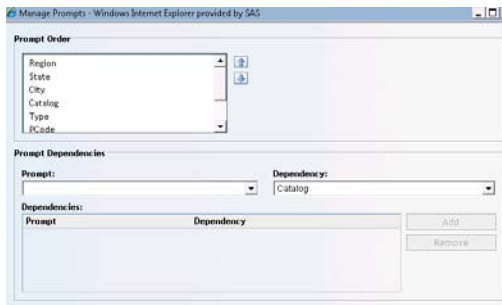 Manage Prompts - Windows Internet Explorer provided by SAS
Prompt Order
Region
State
City
Catalog
Type
PCode
Prompt Dependencies
Prompt:
Dependency:
Catalog
Dependencies:
Prompt Dependency
Add
Remove